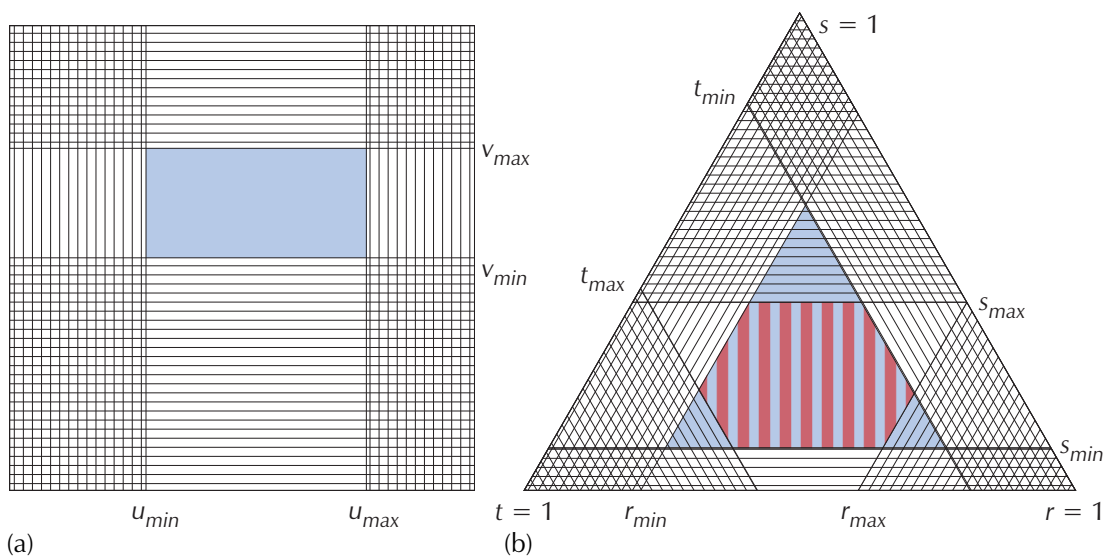 s = 1
t_min
v_max
v_min
t_max
s_max
s_min
u_min u_max t = 1 r_min r_max r = 1
(a) (b)